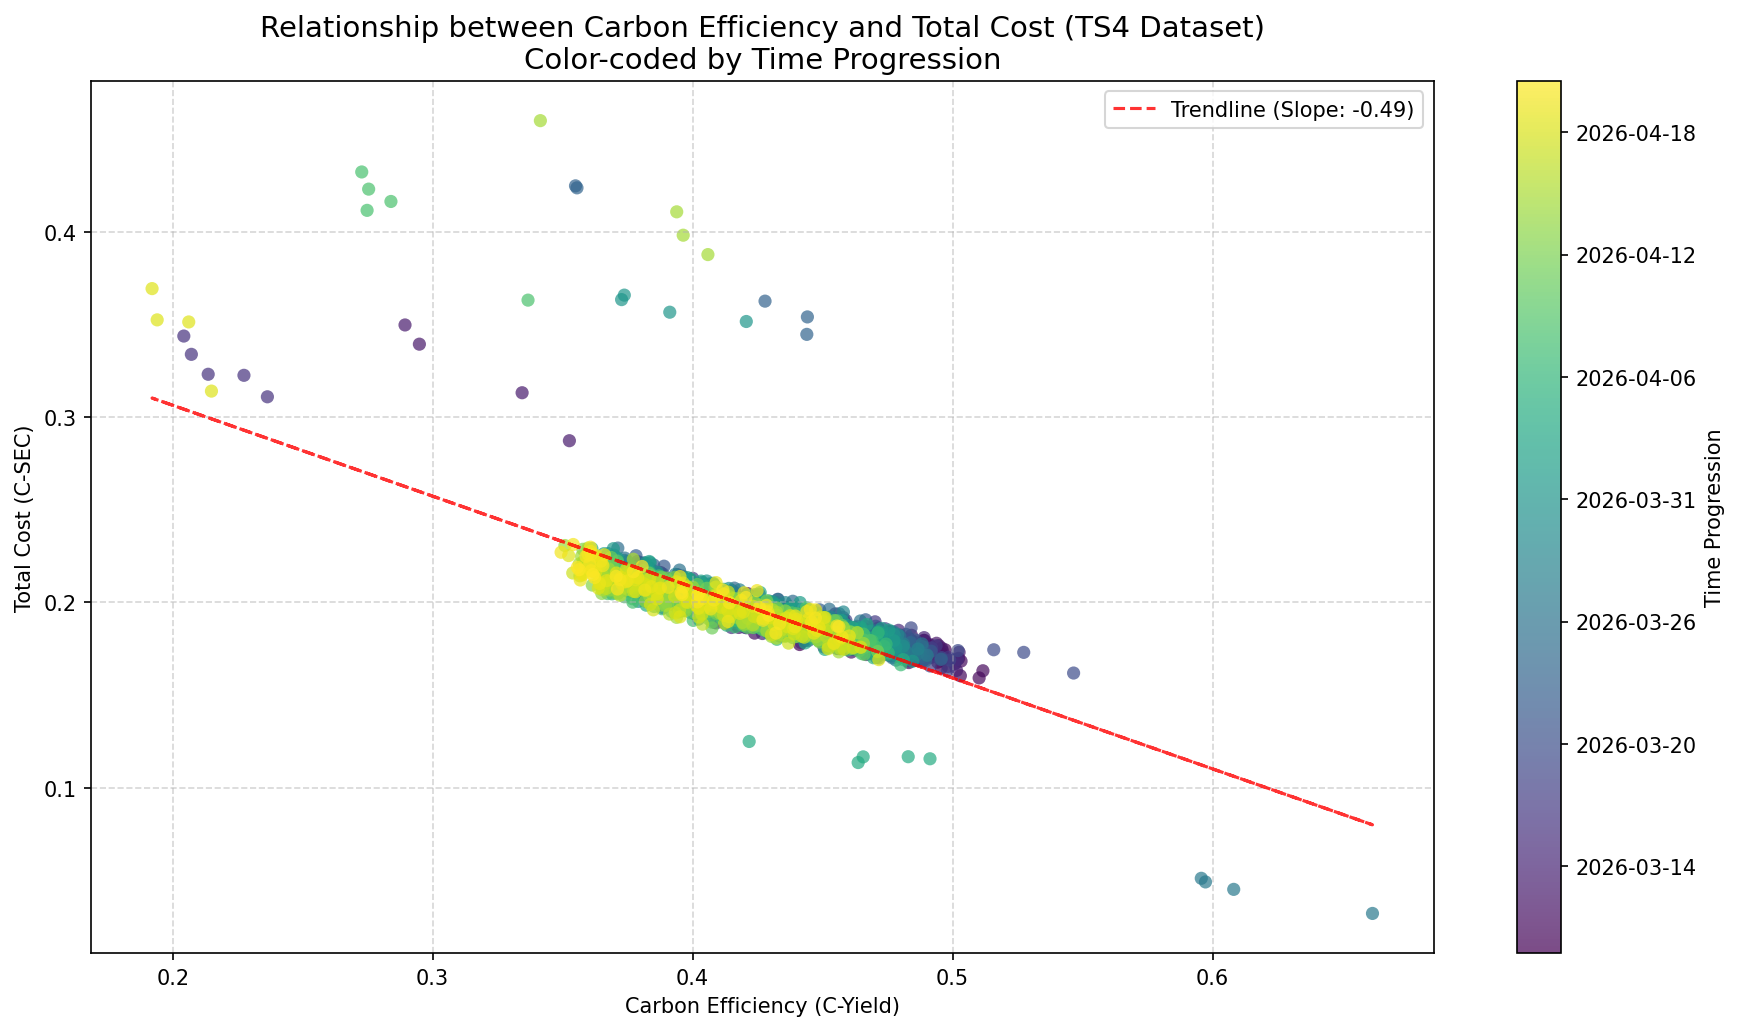 Relationship between Carbon Efficiency and Total Cost (TS4 Dataset)
Color-coded by Time Progression
Trendline (Slope: -0.49)
Total Cost (C-SEC)
0.4
0.3
0.2
0.1
0.2
0.3
0.4
0.5
0.6
Carbon Efficiency (C-Yield)
2026-04-18
2026-04-12
2026-04-06
2026-03-31
2026-03-26
2026-03-20
2026-03-14
Time Progression